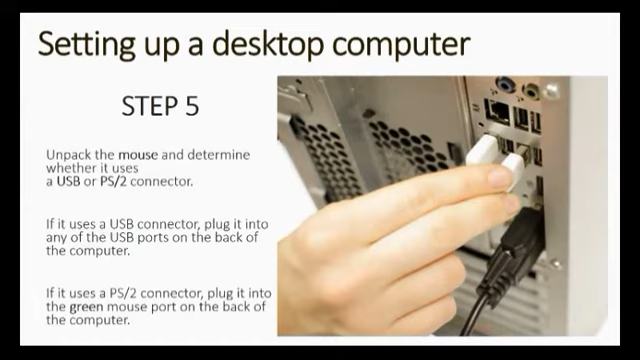 Setting up a desktop computer
STEP 5
Unpack the mouse and determine
whether it uses
a USB or PS/2 connector.
If it uses a USB connector, plug it into
any of the USB ports on the back of
the computer.
If it uses a PS/2 connector, plug it into
the green mouse port on the back of
the computer.